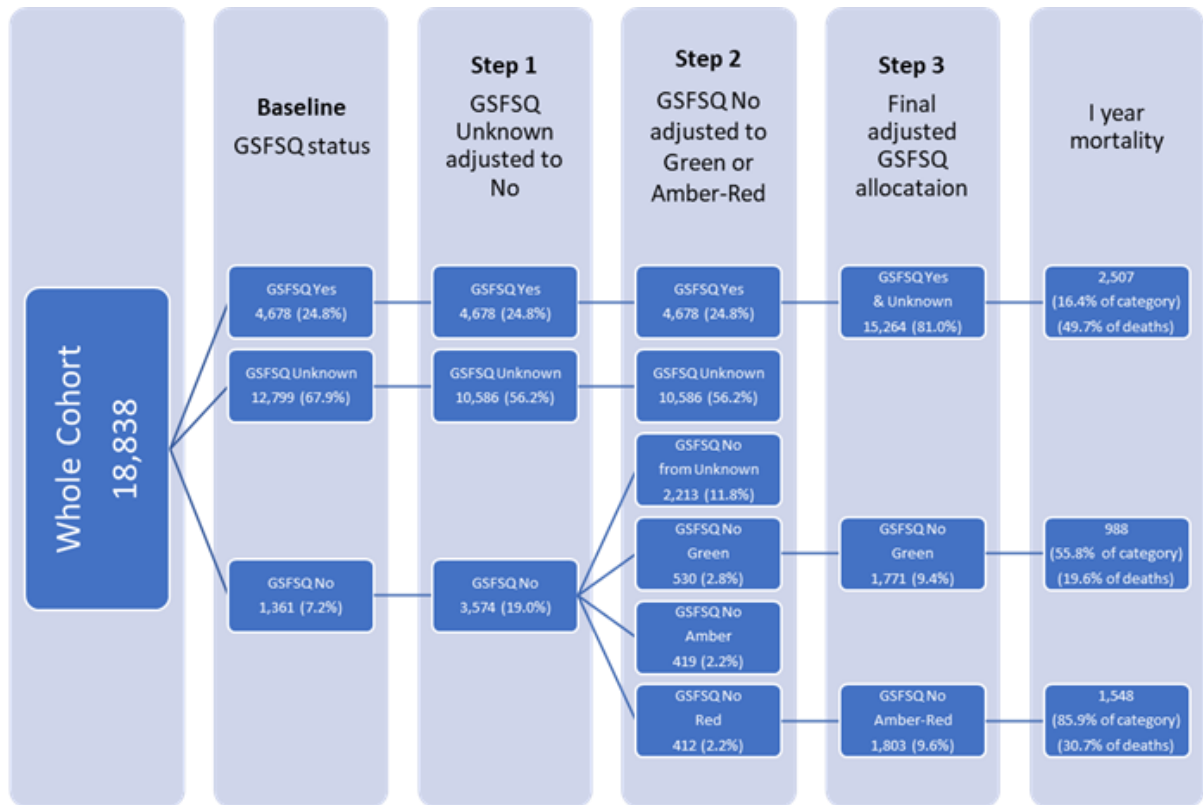 Whole Cohort
18,838
Baseline
GSFSQ status
GSFSQ Yes
4,678 (24.8%)
GSFSQ Unknown
12,799 (67.9%)
GSFSQ No
1,361 (7.2%)
Step 1
GSFSQ
Unknown
adjusted to
No
GSFSQ Yes
4,678 (24.8%)
GSFSQ Unknown
10,586 (56.2%)
GSFSQ No
3,574 (19.0%)
Step 2
GSFSQ No
adjusted to
Green or
Amber-Red
GSFSQ Yes
4,678 (24.8%)
GSFSQ Unknown
10,586 (56.2%)
GSFSQ No
from Unknown
2,213 (11.8%)
GSFSQ No
Green
530 (2.8%)
GSFSQ No
Amber
419 (2.2%)
GSFSQ No
Red
412 (2.2%)
Step 3
Final
adjusted
GSFSQ
allocataion
GSFSQ Yes
& Unknown
15,264 (81.0%)
GSFSQ No
Green
1,771 (9.4%)
GSFSQ No
Amber-Red
1,803 (9.6%)
I year
mortality
2,507
(16.4% of category)
(49.7% of deaths)
988
(55.8% of category)
(19.6% of deaths)
1,548
(85.9% of category)
(30.7% of deaths)